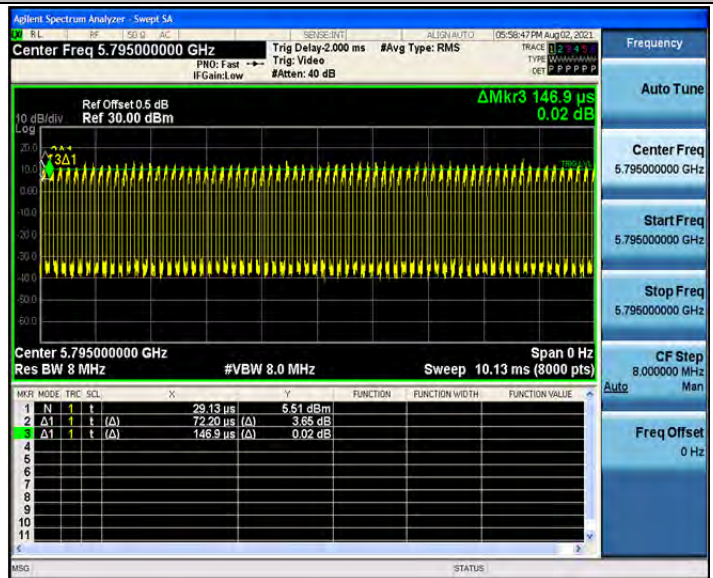 Agilent Spectrum Analyzer - Swept SA
RL RF 50 Ω AC SENSE:INT ALIGN AUTO 05:58:47 PM Aug 02, 2021
Center Freq 5.795000000 GHz
PNO: Fast
IFGain:Low
Trig Delay-2.000 ms
Trig: Video
#Atten: 40 dB
#Avg Type: RMS
TRACE 1 2 3 4 5 6
TYPE
DET P P P P P P
Frequency
Auto Tune
Center Freq
5.795000000 GHz
Start Freq
5.795000000 GHz
Stop Freq
5.795000000 GHz
CF Step
8.000000 MHz
Auto Man
Freq Offset
0 Hz
ΔMkr3 146.9 µs
0.02 dB
Ref Offset 0.5 dB
10 dB/div Ref 30.00 dBm
Log
20.0
10.0
0.00
-10.0
-20.0
-30.0
-40.0
-50.0
-60.0
3Δ1
TRIG LVL
Center 5.795000000 GHz Span 0 Hz
Res BW 8 MHz #VBW 8.0 MHz Sweep 10.13 ms (8000 pts)
MKR MODE TRC SCL X Y FUNCTION FUNCTION WIDTH FUNCTION VALUE
1 N 1 t 29.13 µs 5.51 dBm
2 Δ1 1 t (Δ) 72.20 µs (Δ) 3.65 dB
3 Δ1 1 t (Δ) 146.9 µs (Δ) 0.02 dB
4
5
6
7
8
9
10
11
MSG STATUS